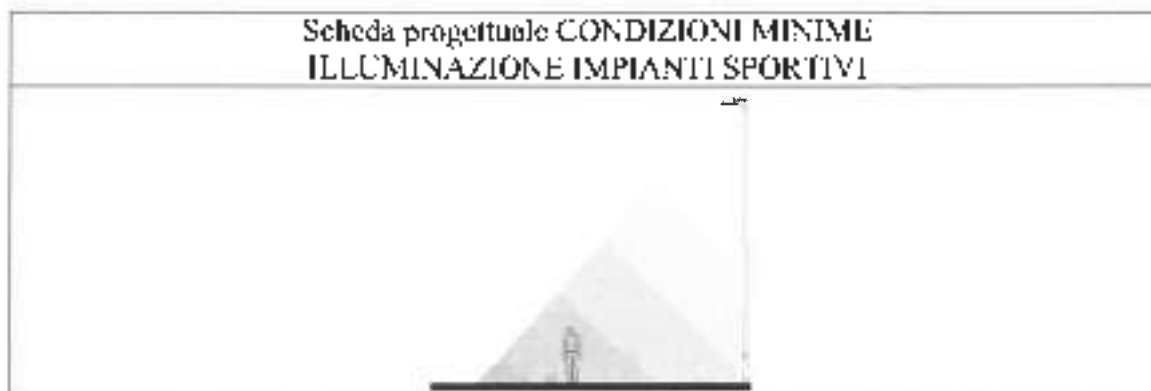 Scheda progettuale CONDIZIONI MINIME
ILLUMINAZIONE IMPIANTI SPORTIVI